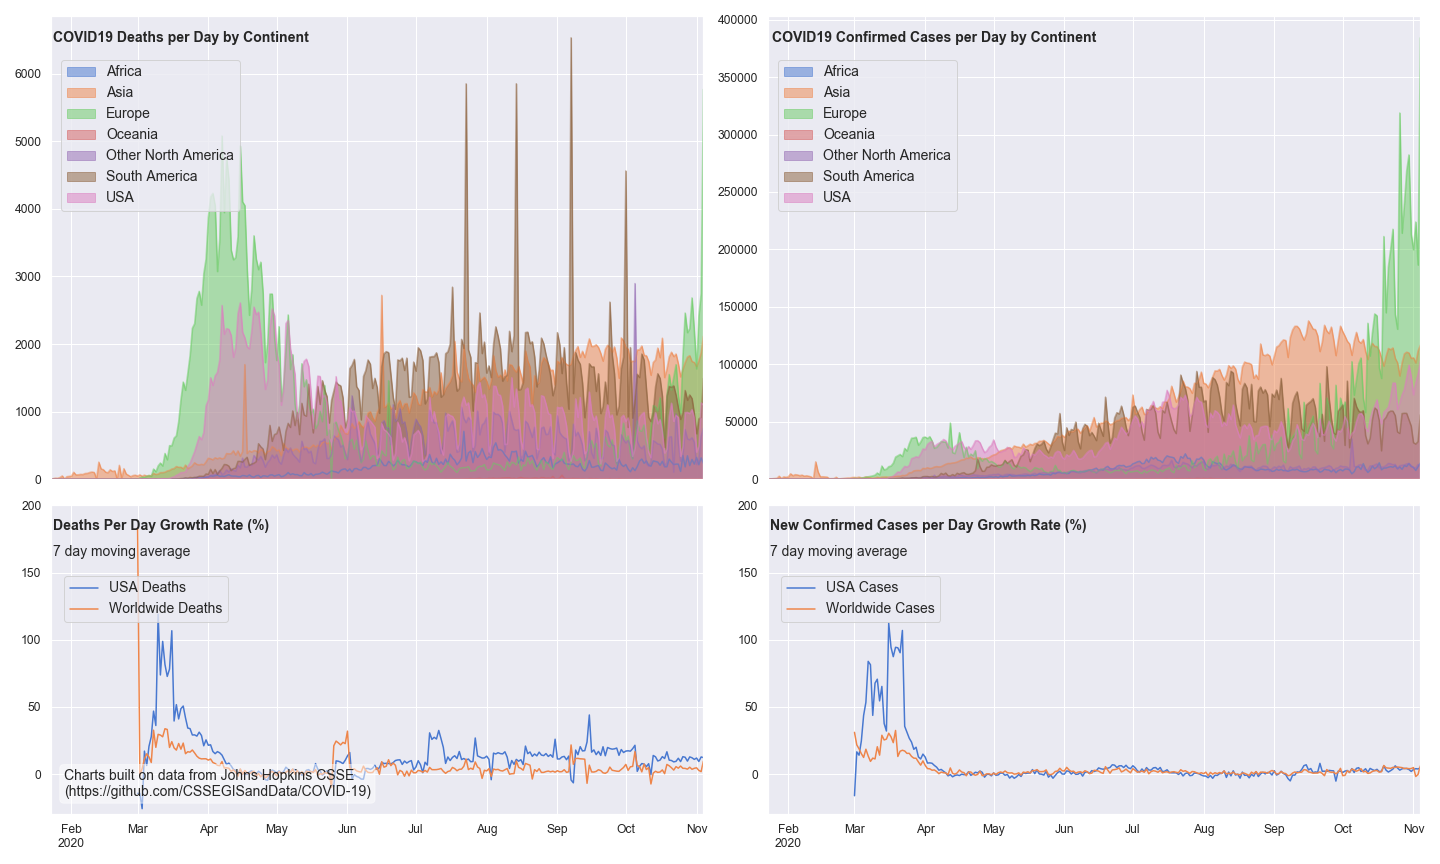 COVID19 Deaths per Day by Continent
Africa
Asia
Europe
Oceania
Other North America
South America
USA
6000
5000
4000
3000
2000
1000
0
COVID19 Confirmed Cases per Day by Continent
Africa
Asia
Europe
Oceania
Other North America
South America
USA
400000
350000
300000
250000
200000
150000
100000
50000
0
Deaths Per Day Growth Rate (%)
7 day moving average
USA Deaths
Worldwide Deaths
200
150
100
50
0
Charts built on data from Johns Hopkins CSSE
(https://github.com/CSSEGISandData/COVID-19)
Feb Mar Apr May Jun Jul Aug Sep Oct Nov
2020
New Confirmed Cases per Day Growth Rate (%)
7 day moving average
USA Cases
Worldwide Cases
200
150
100
50
0
Feb Mar Apr May Jun Jul Aug Sep Oct Nov
2020